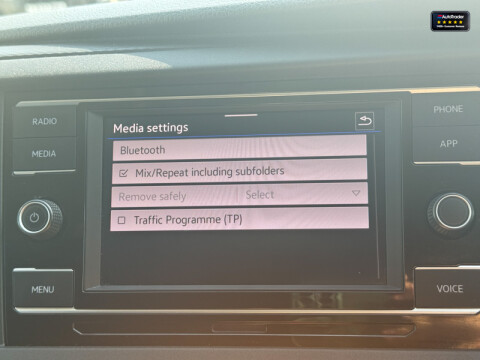 AutoTrader
RADIO
MEDIA
MENU
Media settings
Bluetooth
Mix/Repeat including subfolders
Remove safely Select
Traffic Programme (TP)
PHONE
APP
VOICE